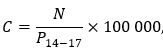 C = N / P₁₄₋₁₇ × 100 000,